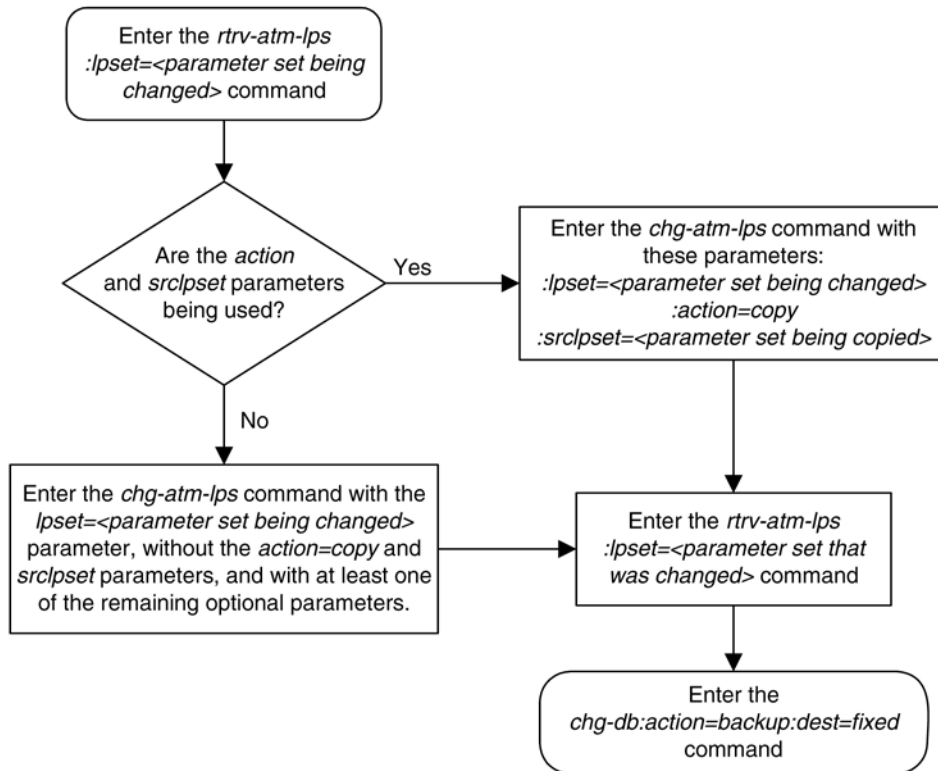 Enter the rtrv-atm-lps
:lpset=<parameter set being
changed> command
Are the action
and srclpset parameters
being used?
Yes
Enter the chg-atm-lps command with
these parameters:
:lpset=<parameter set being changed>
:action=copy
:srclpset=<parameter set being copied>
No
Enter the chg-atm-lps command with the
lpset=<parameter set being changed>
parameter, without the action=copy and
srclpset parameters, and with at least one
of the remaining optional parameters.
Enter the rtrv-atm-lps
:lpset=<parameter set that
was changed> command
Enter the
chg-db:action=backup:dest=fixed
command